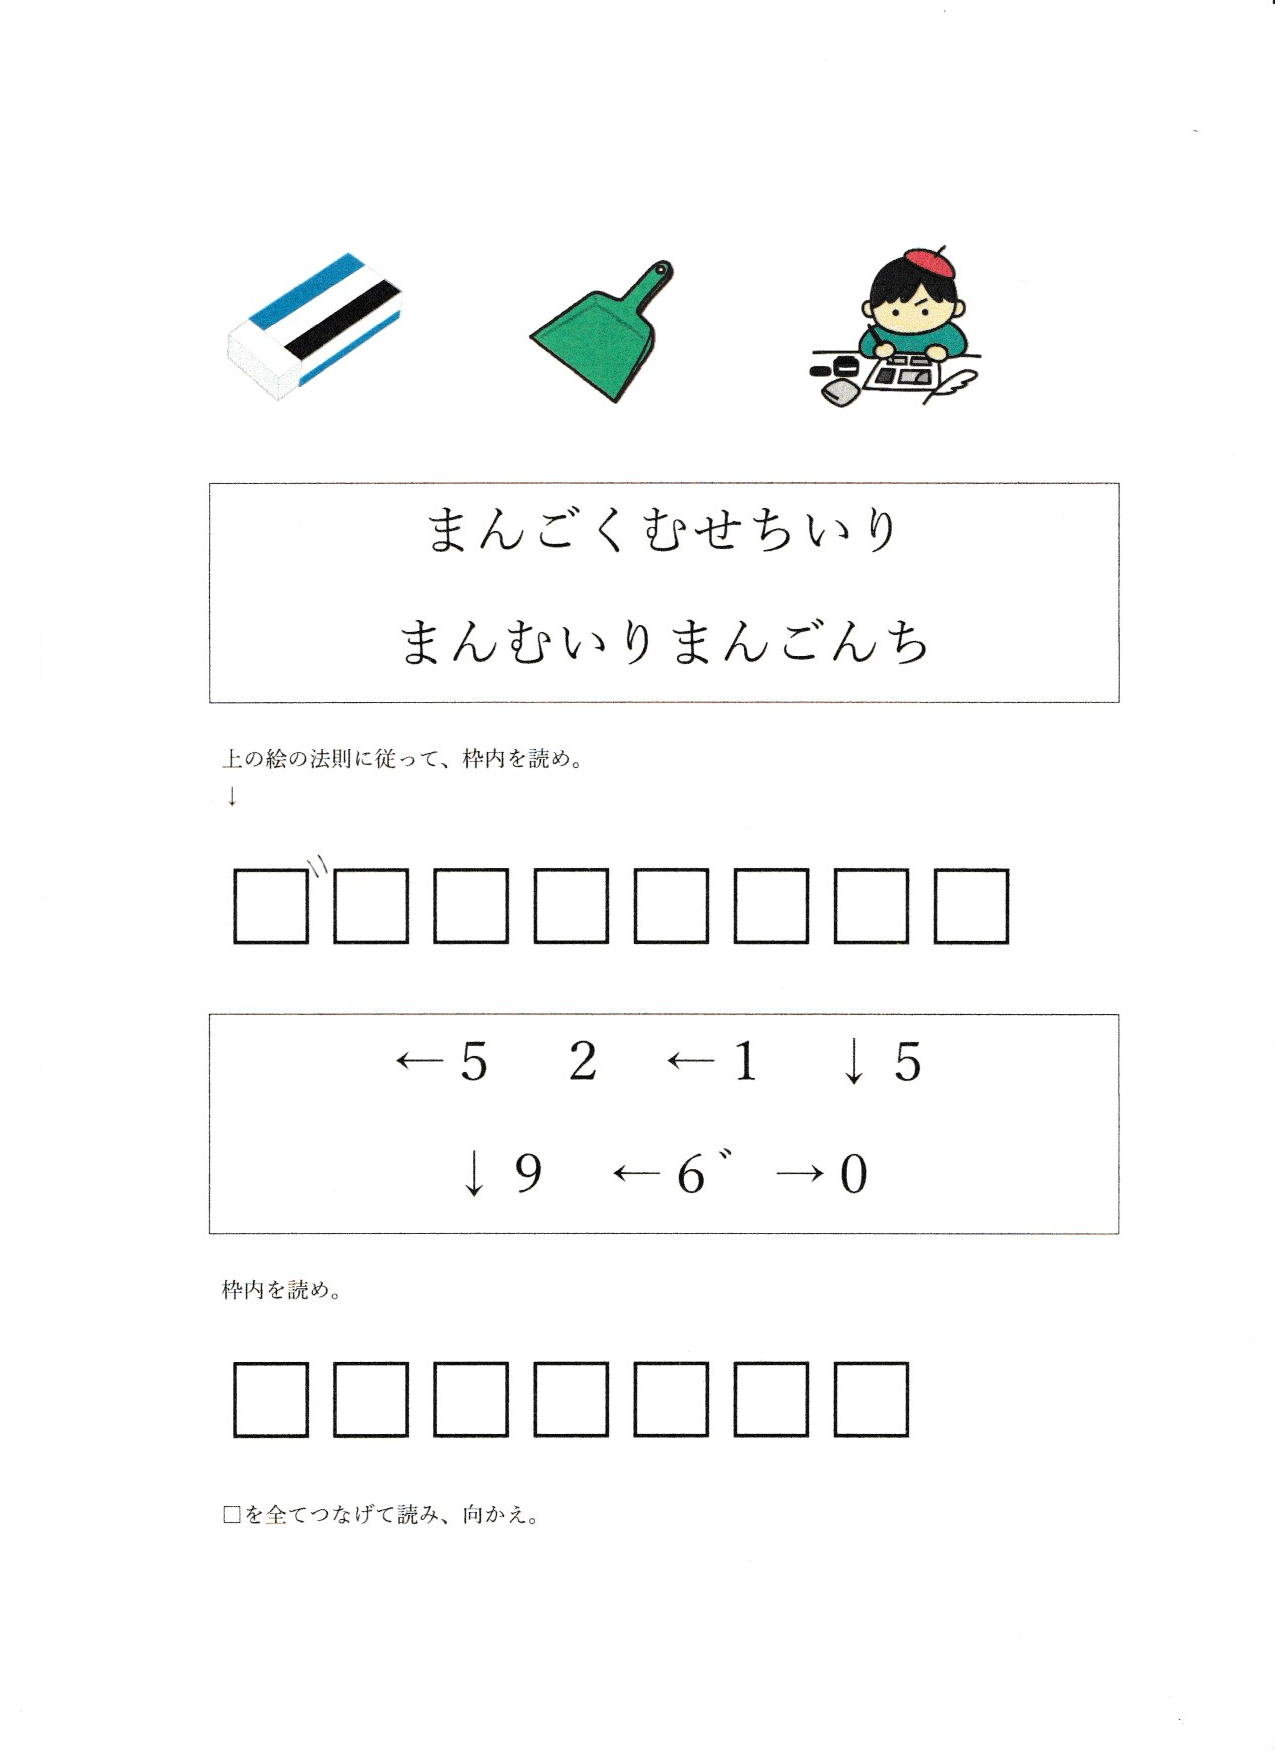 まんごくむせちいり
まんむいりまんごんち
上の絵の法則に従って、枠内を読め。
↓
←5 2 ←1 ↓5
↓9 ←6゛ →0
枠内を読め。
□を全てつなげて読み、向かえ。